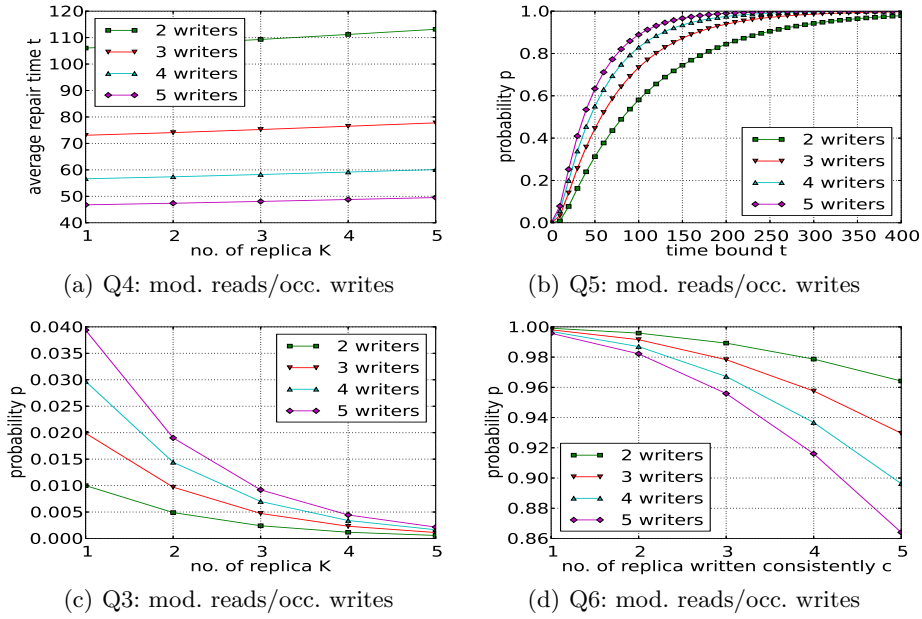 120
110
100
90
80
70
60
50
40
average repair time t
2 writers
3 writers
4 writers
5 writers
1 2 3 4 5
no. of replica K
(a) Q4: mod. reads/occ. writes
1.0
0.8
0.6
0.4
0.2
0.0
probability p
2 writers
3 writers
4 writers
5 writers
0 50 100 150 200 250 300 350 400
time bound t
(b) Q5: mod. reads/occ. writes
0.040
0.035
0.030
0.025
0.020
0.015
0.010
0.005
0.000
probability p
2 writers
3 writers
4 writers
5 writers
1 2 3 4 5
no. of replica K
(c) Q3: mod. reads/occ. writes
1.00
0.98
0.96
0.94
0.92
0.90
0.88
0.86
probability p
2 writers
3 writers
4 writers
5 writers
1 2 3 4 5
no. of replica written consistently c
(d) Q6: mod. reads/occ. writes